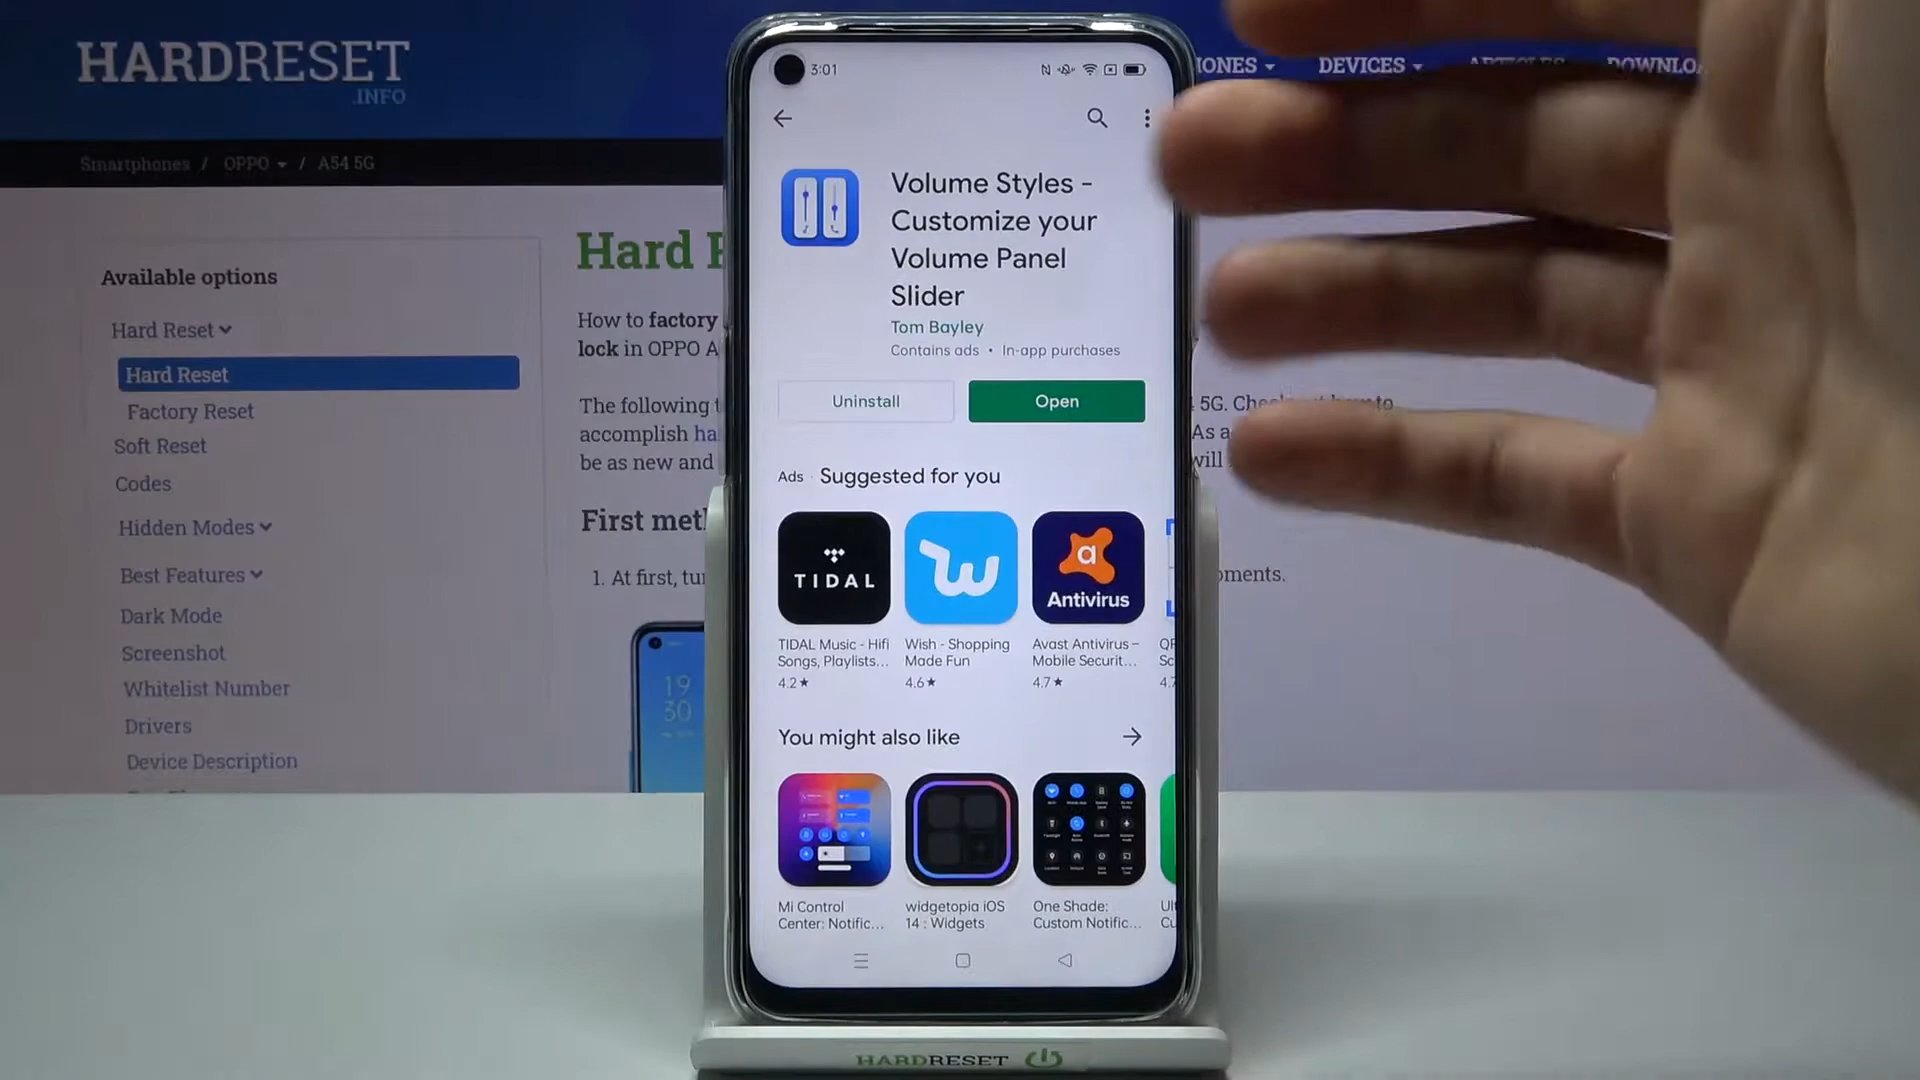 HARDRESET
.INFO
DEVICES
Smartphones / OPPO / A54 5G
Available options
Hard Reset
Hard Reset
Factory Reset
Soft Reset
Codes
Hidden Modes
Best Features
Dark Mode
Screenshot
Whitelist Number
Drivers
Device Description
Hard
How to factory
lock in OPPO A
The following
accomplish
be as new and
5G.
As a
will
First
1. At first,
19
30
3:01
Volume Styles -
Customize your
Volume Panel
Slider
Tom Bayley
Contains ads • In-app purchases
Uninstall
Open
Ads · Suggested for you
TIDAL
a
Antivirus
TIDAL Music - Hifi
Songs, Playlists...
4.2★
Wish - Shopping
Made Fun
4.6★
Avast Antivirus –
Mobile Securit...
4.7★
4.7
You might also like
Mi Control
Center: Notific...
widgetopia iOS
14 : Widgets
One Shade:
Custom Notific...
HARDRESET